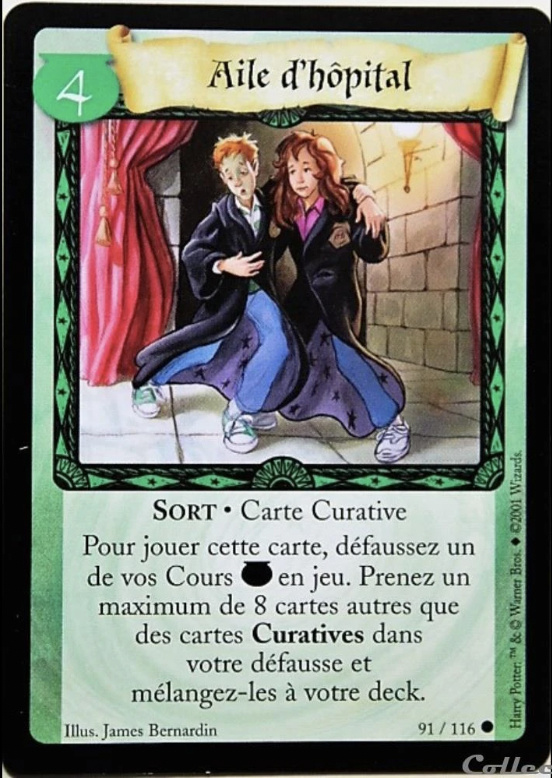 4
Aile d'hôpital
SORT • Carte Curative
Pour jouer cette carte, défaussez un
de vos Cours en jeu. Prenez un
maximum de 8 cartes autres que
des cartes Curatives dans
votre défausse et
mélangez-les à votre deck.
Illus. James Bernardin
91 / 116 ●
Harry Potter: ™ & © Warner Bros. ◆ ©2001 Wizards.